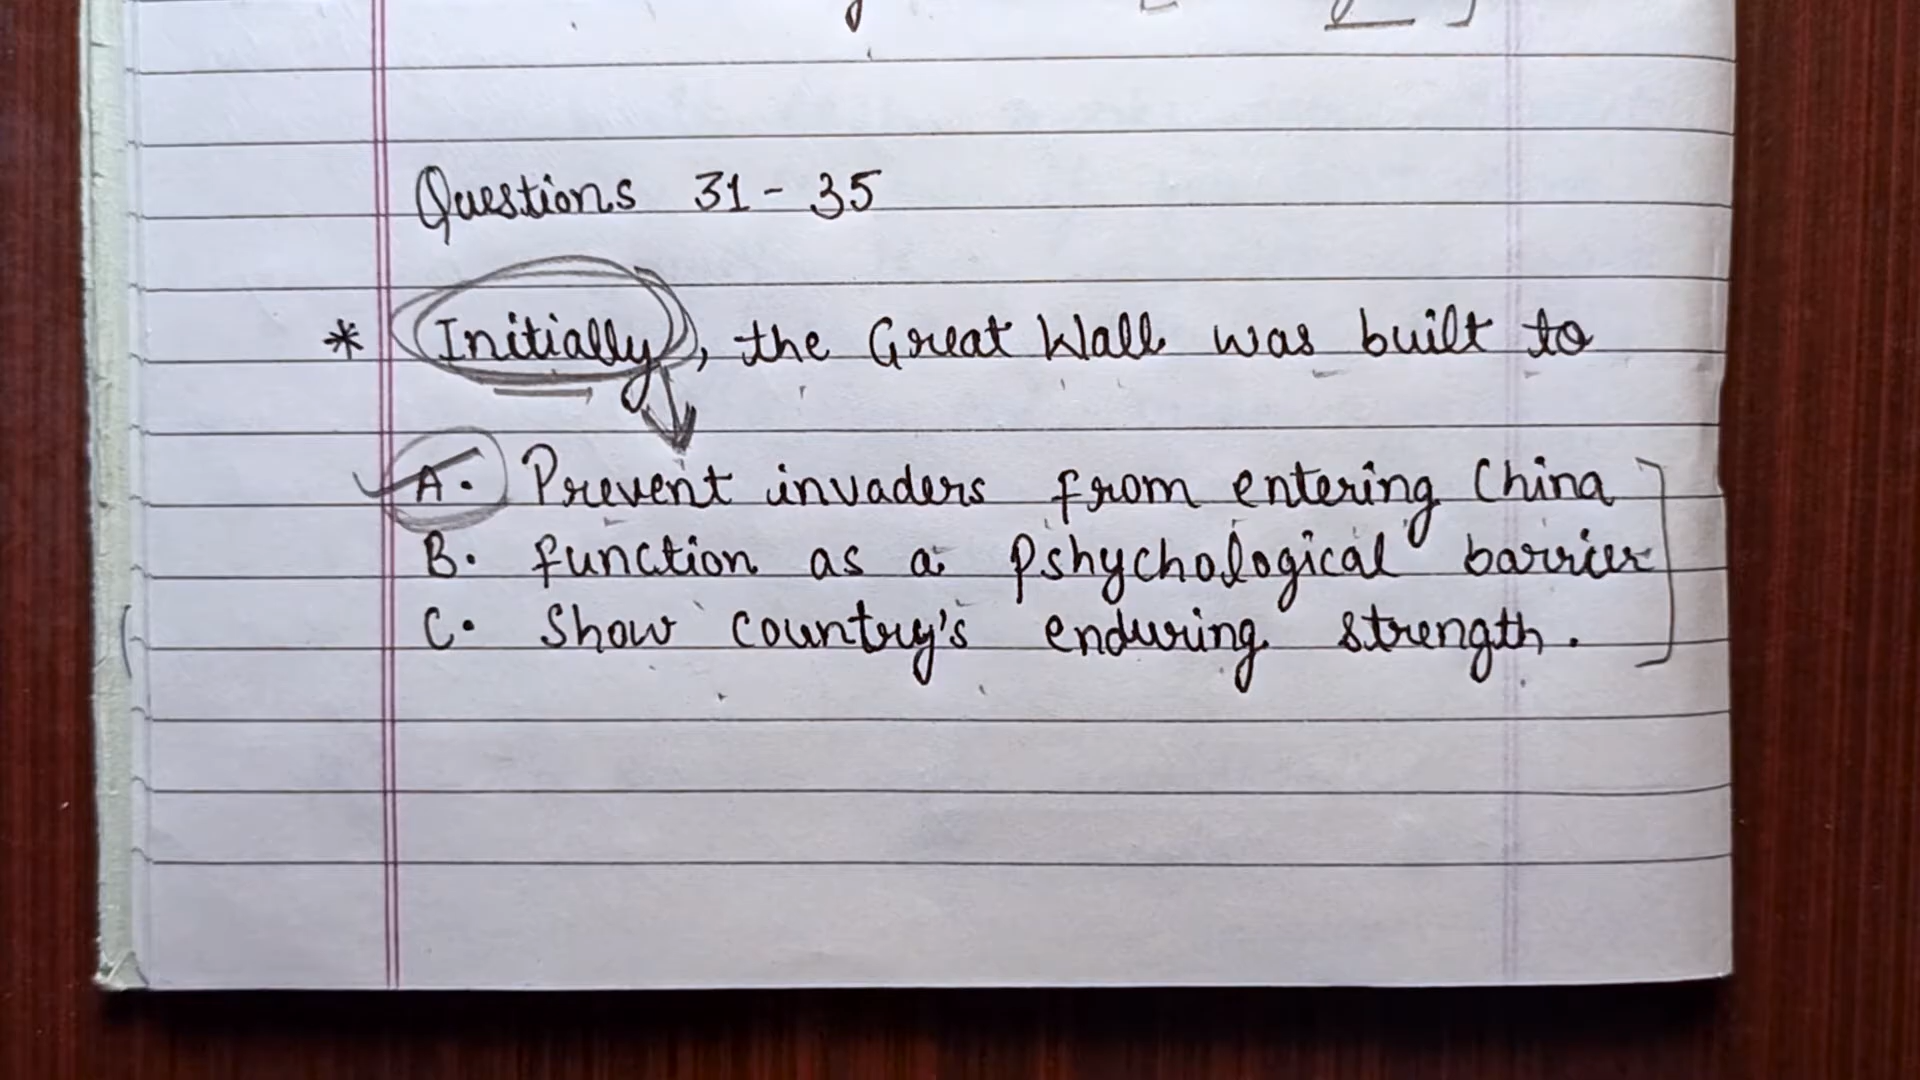 Questions 31 - 35
* Initially, the Great Wall was built to
A. Prevent invaders from entering China
B. function as a Pshychological barrier
C. Show country's enduring strength.